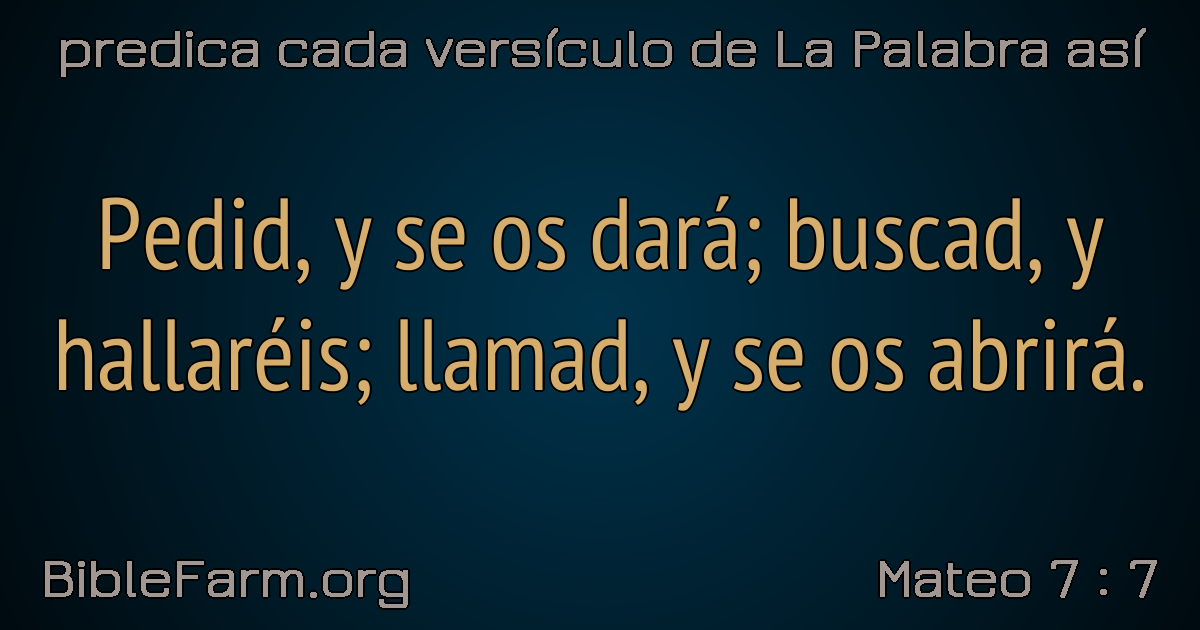 predica cada versículo de La Palabra así
Pedid, y se os dará; buscad, y
hallaréis; llamad, y se os abrirá.
BibleFarm.org
Mateo 7 : 7